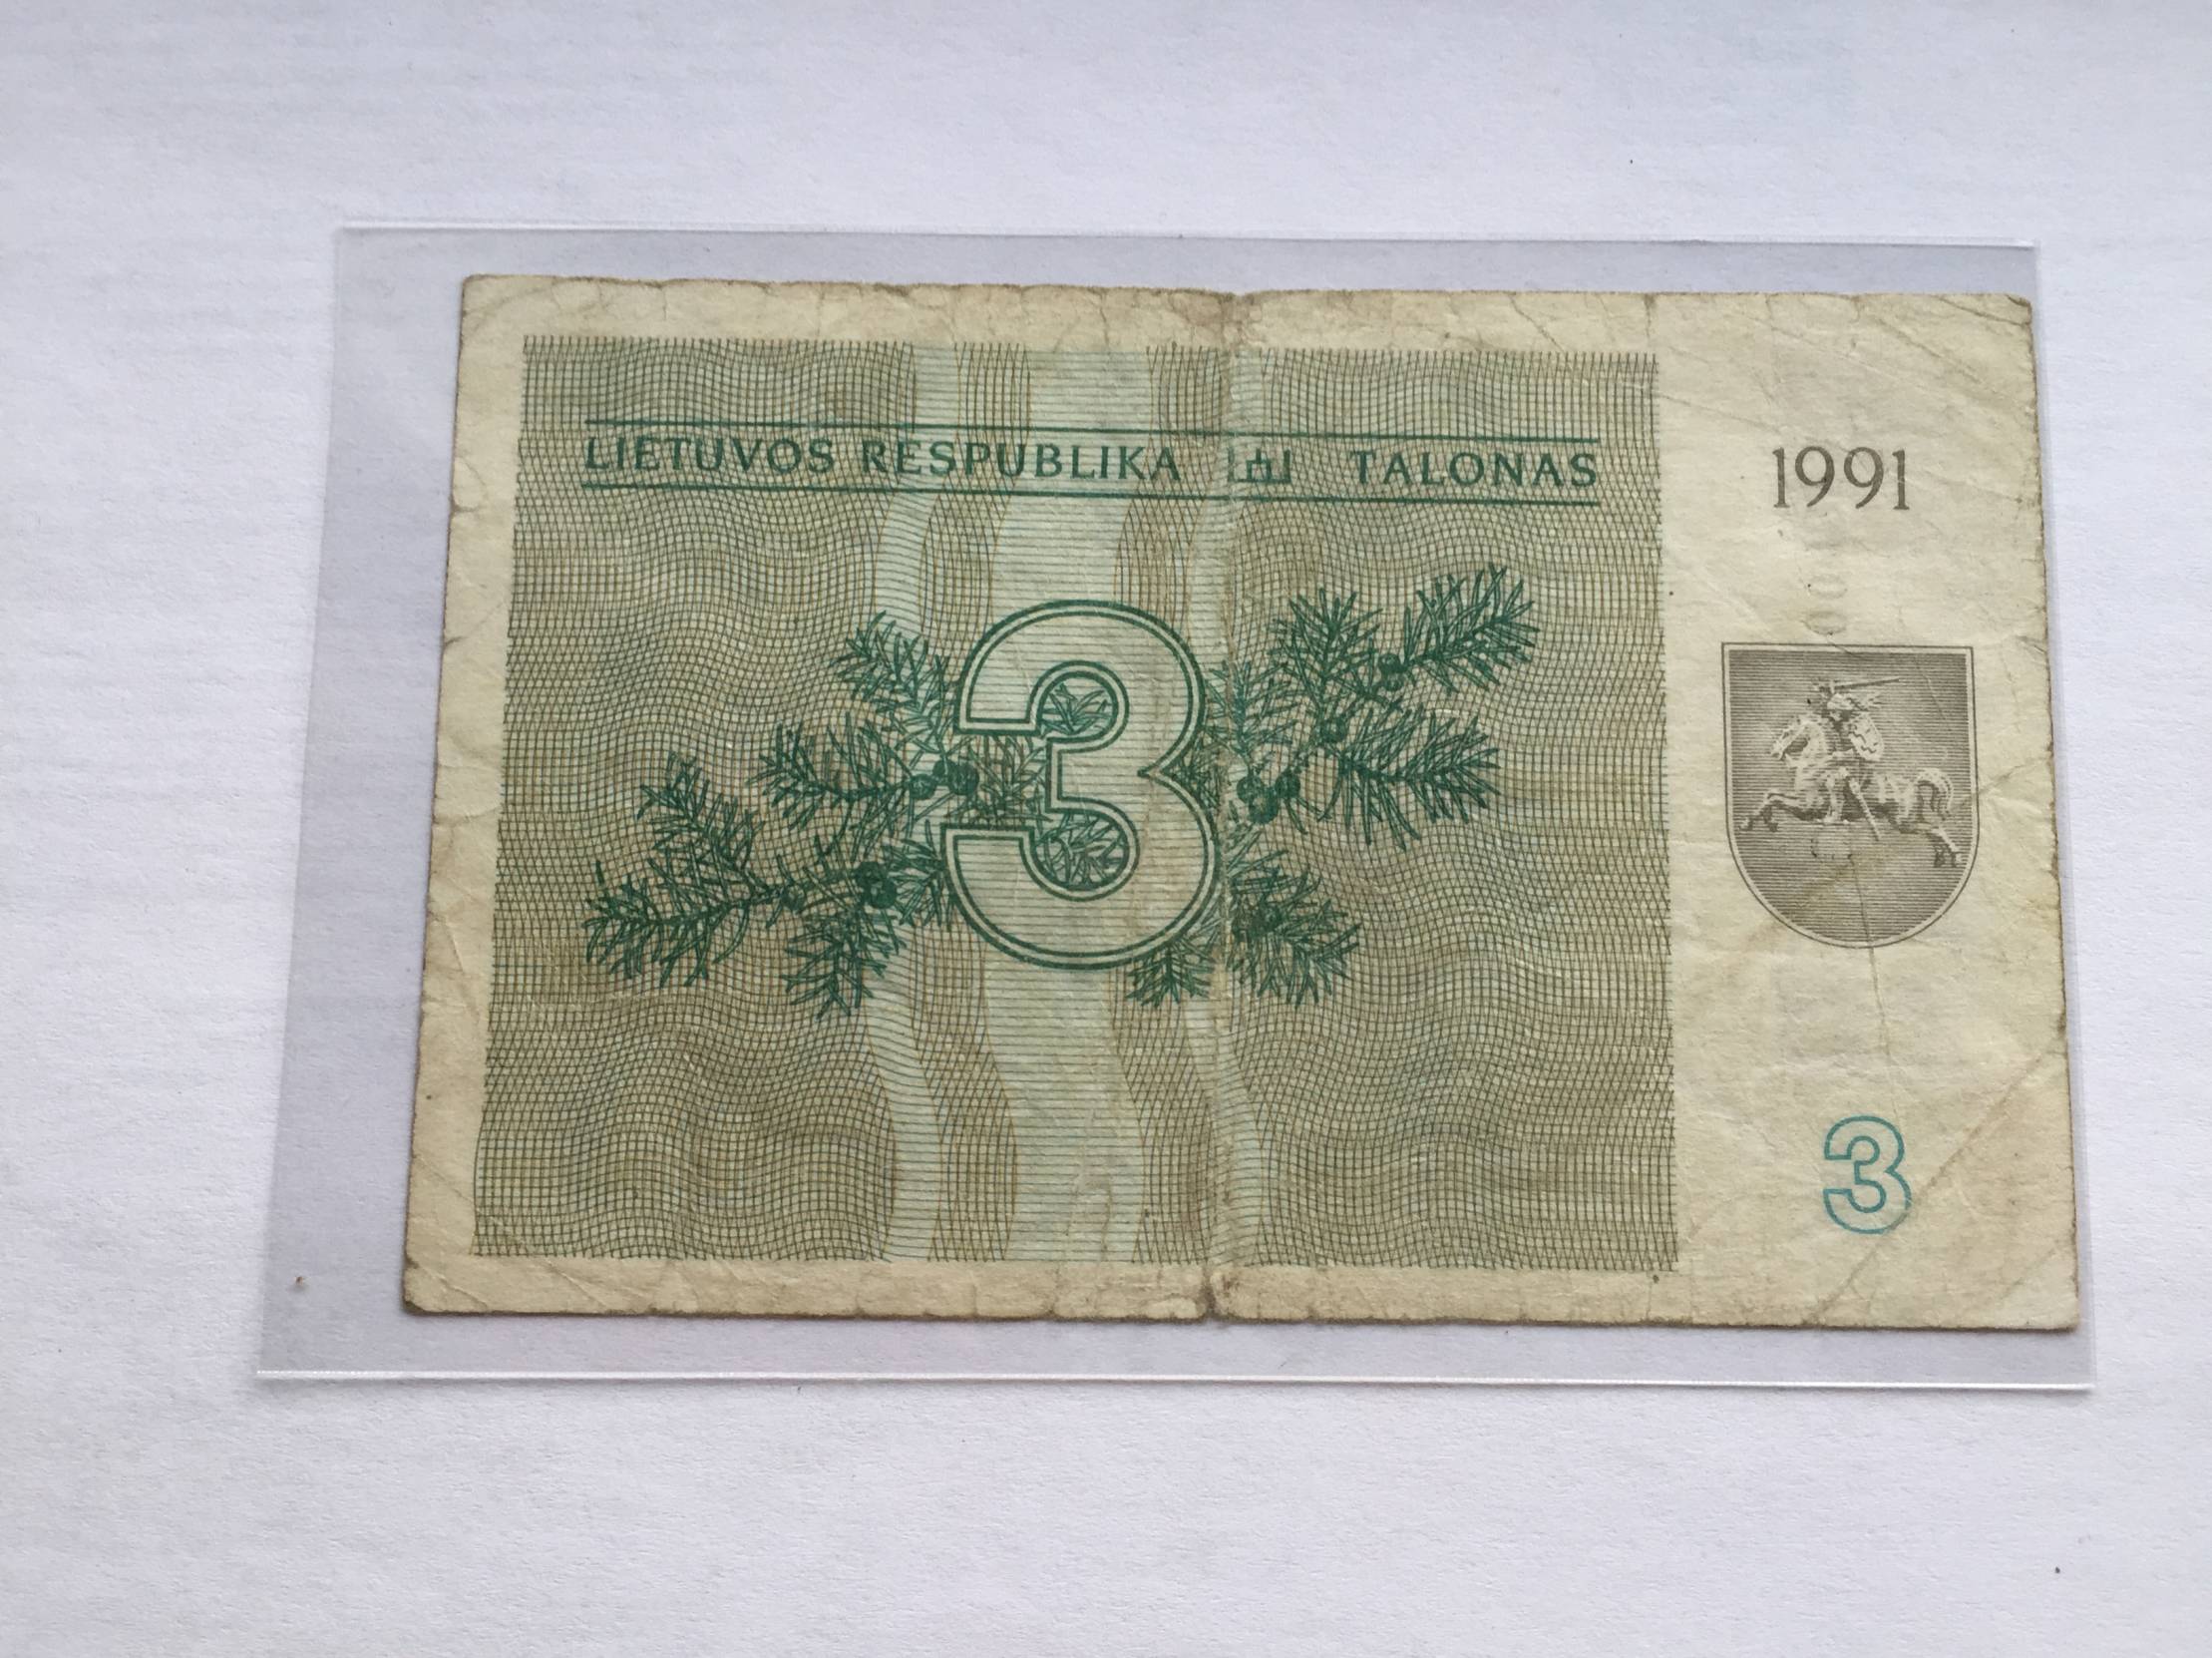 LIETUVOS RESPUBLIKA TALONAS
1991
3
3